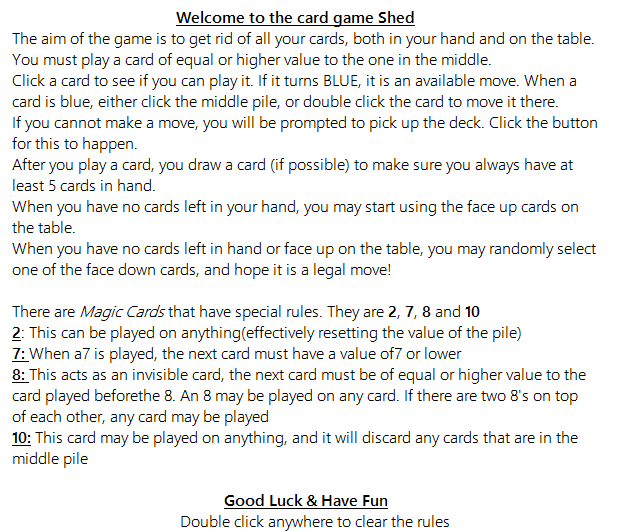 Welcome to the card game Shed
The aim of the game is to get rid of all your cards, both in your hand and on the table.
You must play a card of equal or higher value to the one in the middle.
Click a card to see if you can play it. If it turns BLUE, it is an available move. When a
card is blue, either click the middle pile, or double click the card to move it there.
If you cannot make a move, you will be prompted to pick up the deck. Click the button
for this to happen.
After you play a card, you draw a card (if possible) to make sure you always have at
least 5 cards in hand.
When you have no cards left in your hand, you may start using the face up cards on
the table.
When you have no cards left in hand or face up on the table, you may randomly select
one of the face down cards, and hope it is a legal move!
There are Magic Cards that have special rules. They are 2, 7, 8 and 10
2: This can be played on anything(effectively resetting the value of the pile)
7: When a7 is played, the next card must have a value of7 or lower
8: This acts as an invisible card, the next card must be of equal or higher value to the
card played beforethe 8. An 8 may be played on any card. If there are two 8's on top
of each other, any card may be played
10: This card may be played on anything, and it will discard any cards that are in the
middle pile
Good Luck & Have Fun
Double click anywhere to clear the rules